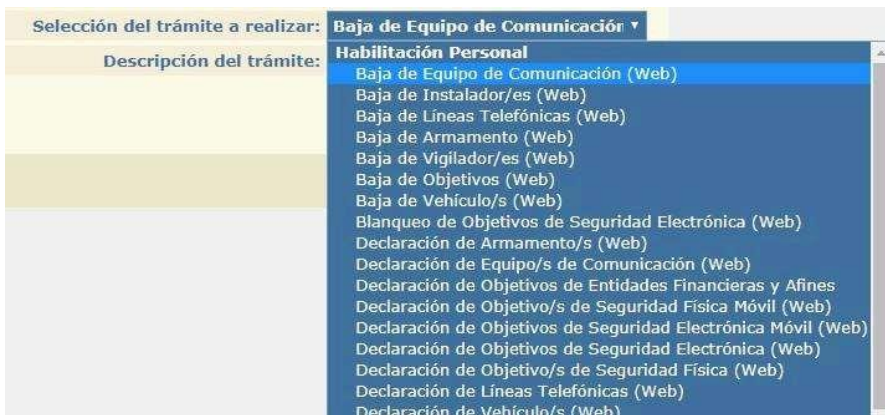 Selección del trámite a realizar: Baja de Equipo de Comunicación
Descripción del trámite:
Habilitación Personal
Baja de Equipo de Comunicación (Web)
Baja de Instalador/es (Web)
Baja de Líneas Telefónicas (Web)
Baja de Armamento (Web)
Baja de Vigilador/es (Web)
Baja de Objetivos (Web)
Baja de Vehículo/s (Web)
Blanqueo de Objetivos de Seguridad Electrónica (Web)
Declaración de Armamento/s (Web)
Declaración de Equipo/s de Comunicación (Web)
Declaración de Objetivos de Entidades Financieras y Afines
Declaración de Objetivo/s de Seguridad Física Móvil (Web)
Declaración de Objetivos de Seguridad Electrónica Móvil (Web)
Declaración de Objetivos de Seguridad Electrónica (Web)
Declaración de Objetivo/s de Seguridad Física (Web)
Declaración de Líneas Telefónicas (Web)
Declaración de Vehículo/s (Web)